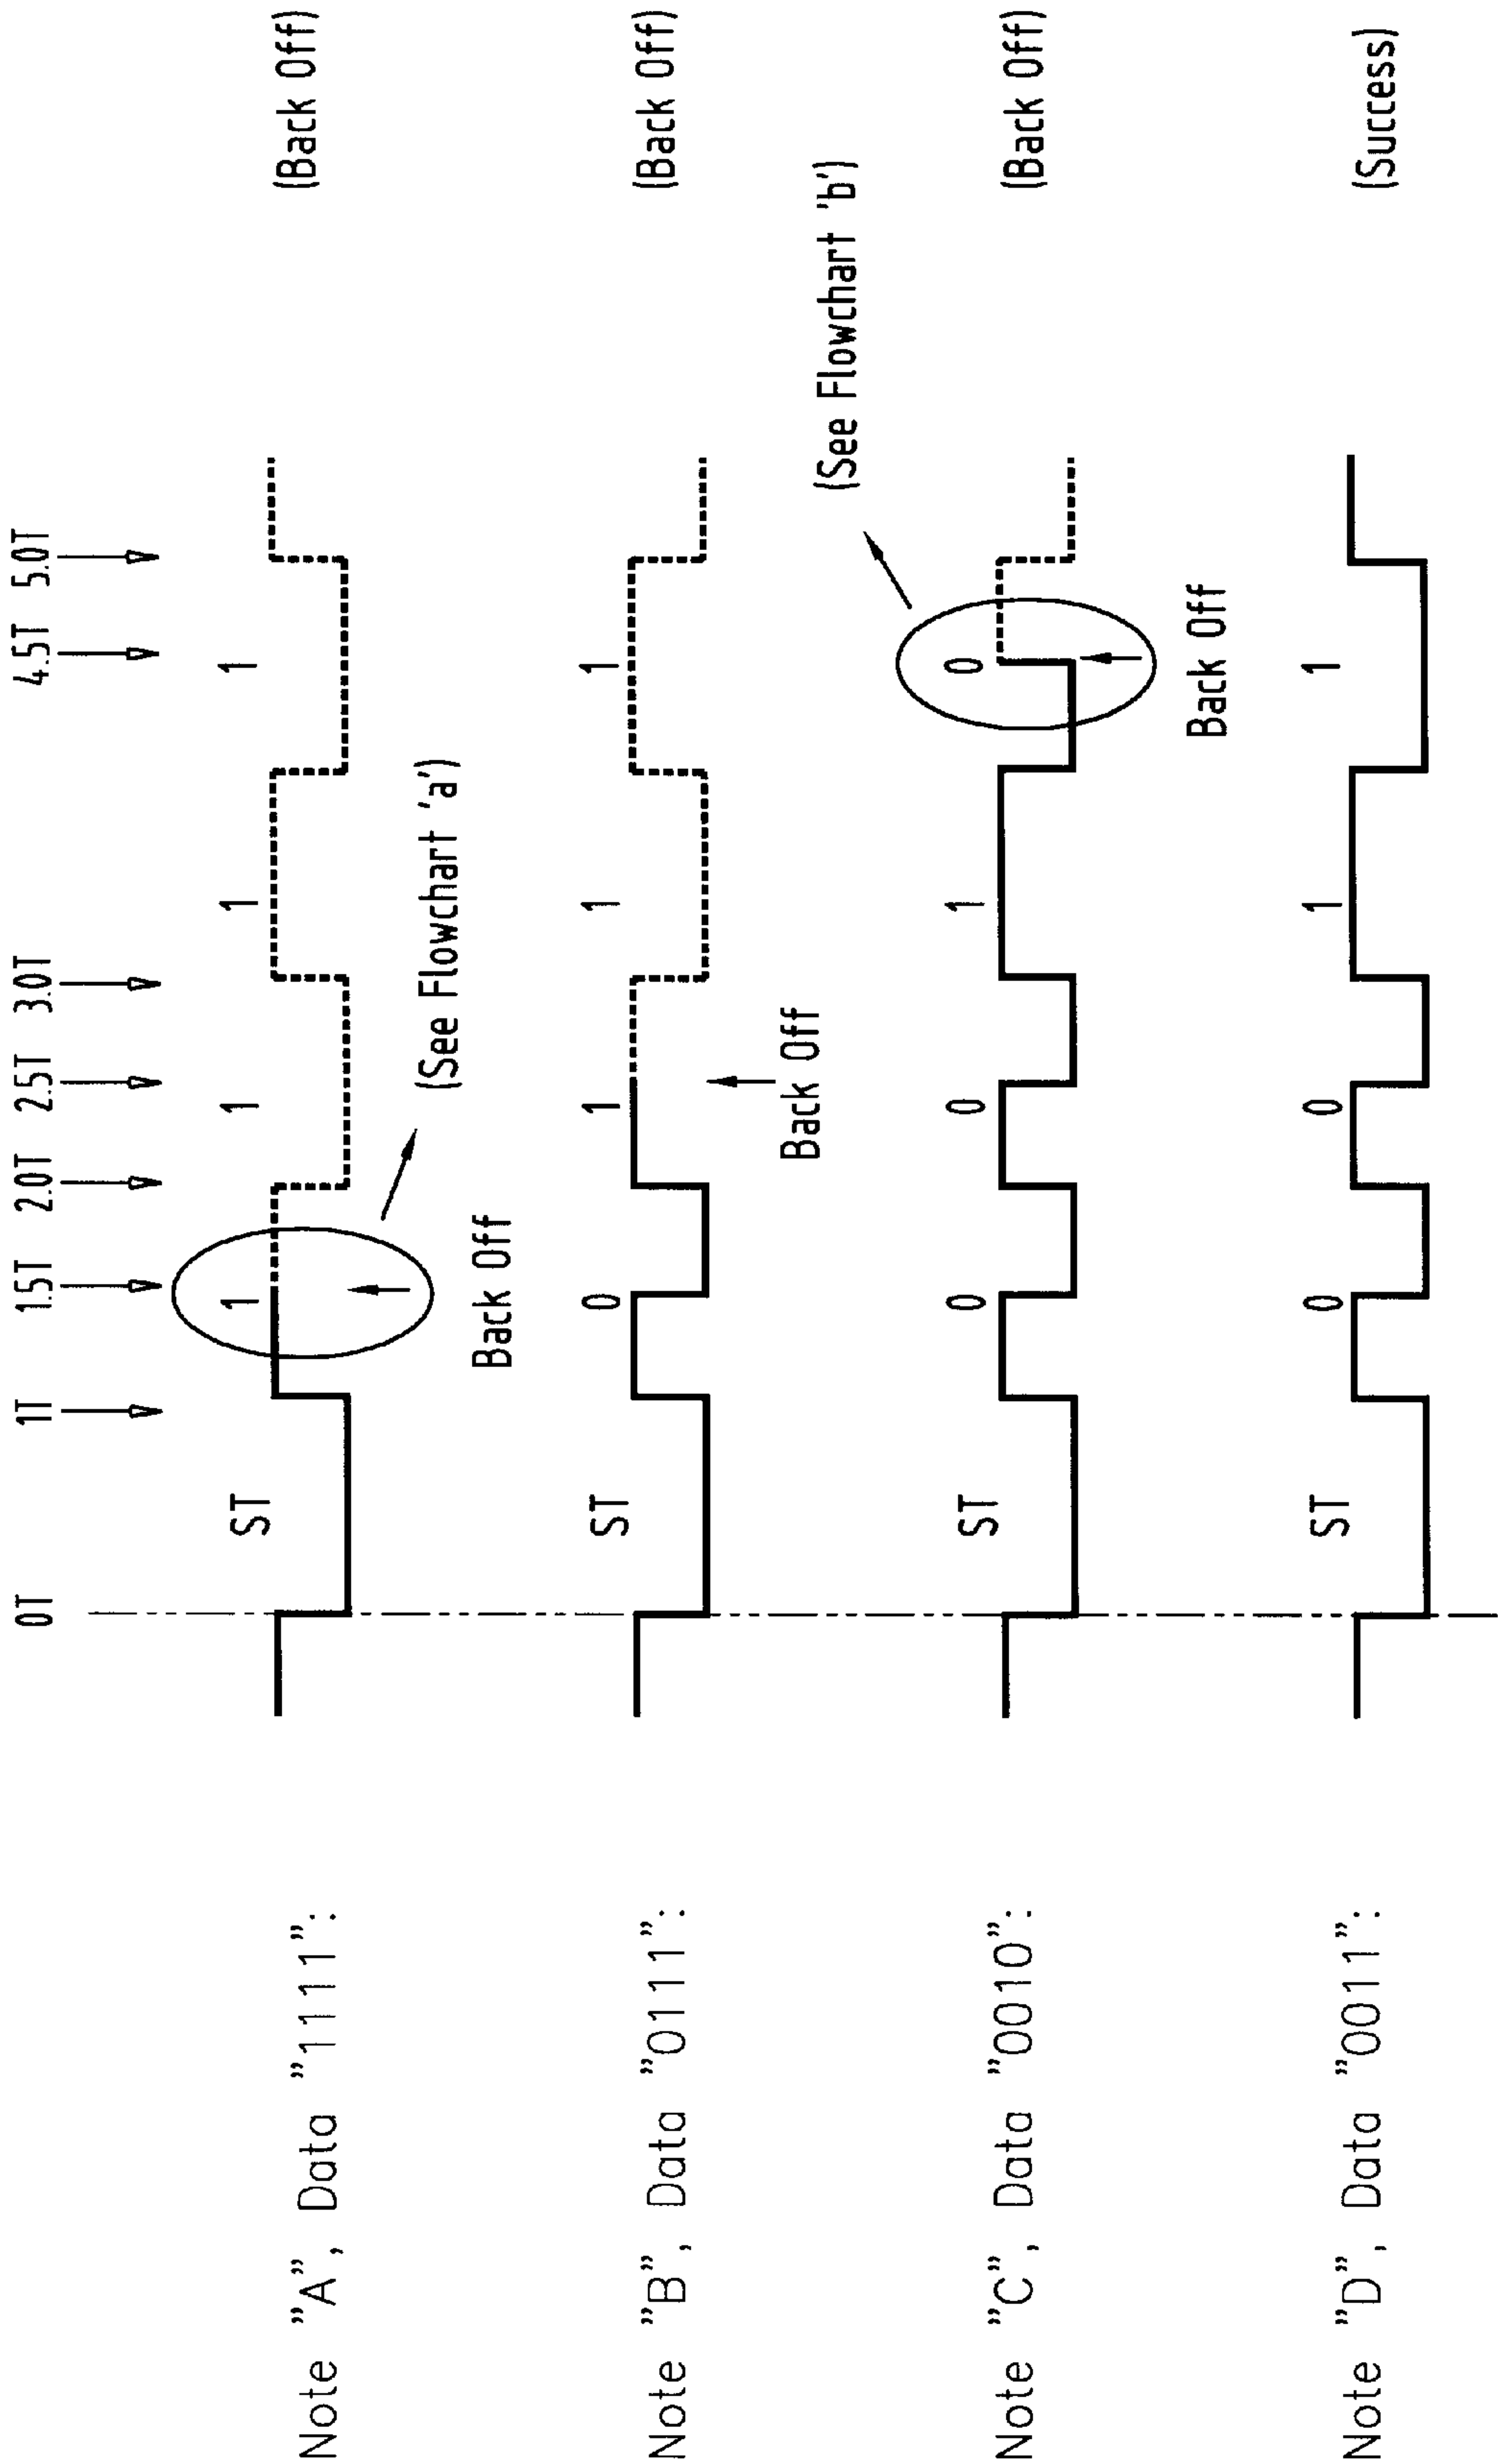 0T 1T 1.5T 2.0T 2.5T 3.0T 4.5T 5.0T
Note "A", Data "1111":
ST 1 1 1 1
(Back Off)
Back Off
(See Flowchart 'a')
Note "B", Data "0111":
ST 0 1 1 1
(Back Off)
Back Off
(See Flowchart 'b')
Note "C", Data "0010":
ST 0 0 1 0
(Back Off)
Back Off
Note "D", Data "0011":
ST 0 0 1 1
(Success)